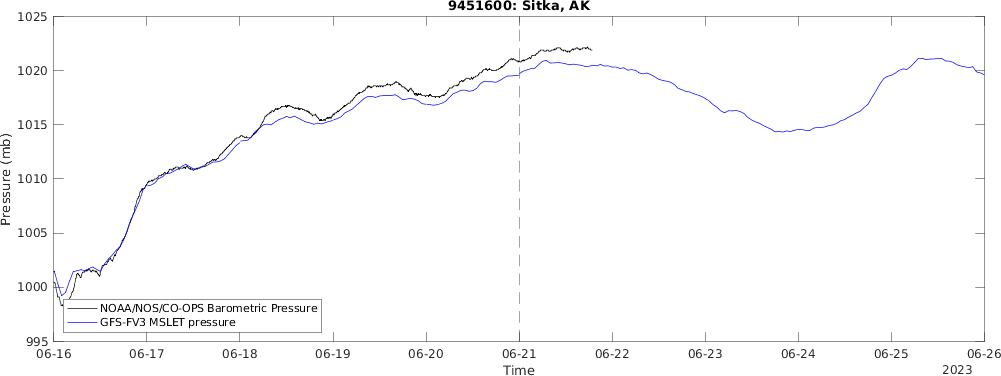 9451600: Sitka, AK
1025
1020
1015
1010
1005
1000
995
Pressure (mb)
NOAA/NOS/CO-OPS Barometric Pressure
GFS-FV3 MSLET pressure
06-16 06-17 06-18 06-19 06-20 06-21 06-22 06-23 06-24 06-25 06-26
Time
2023